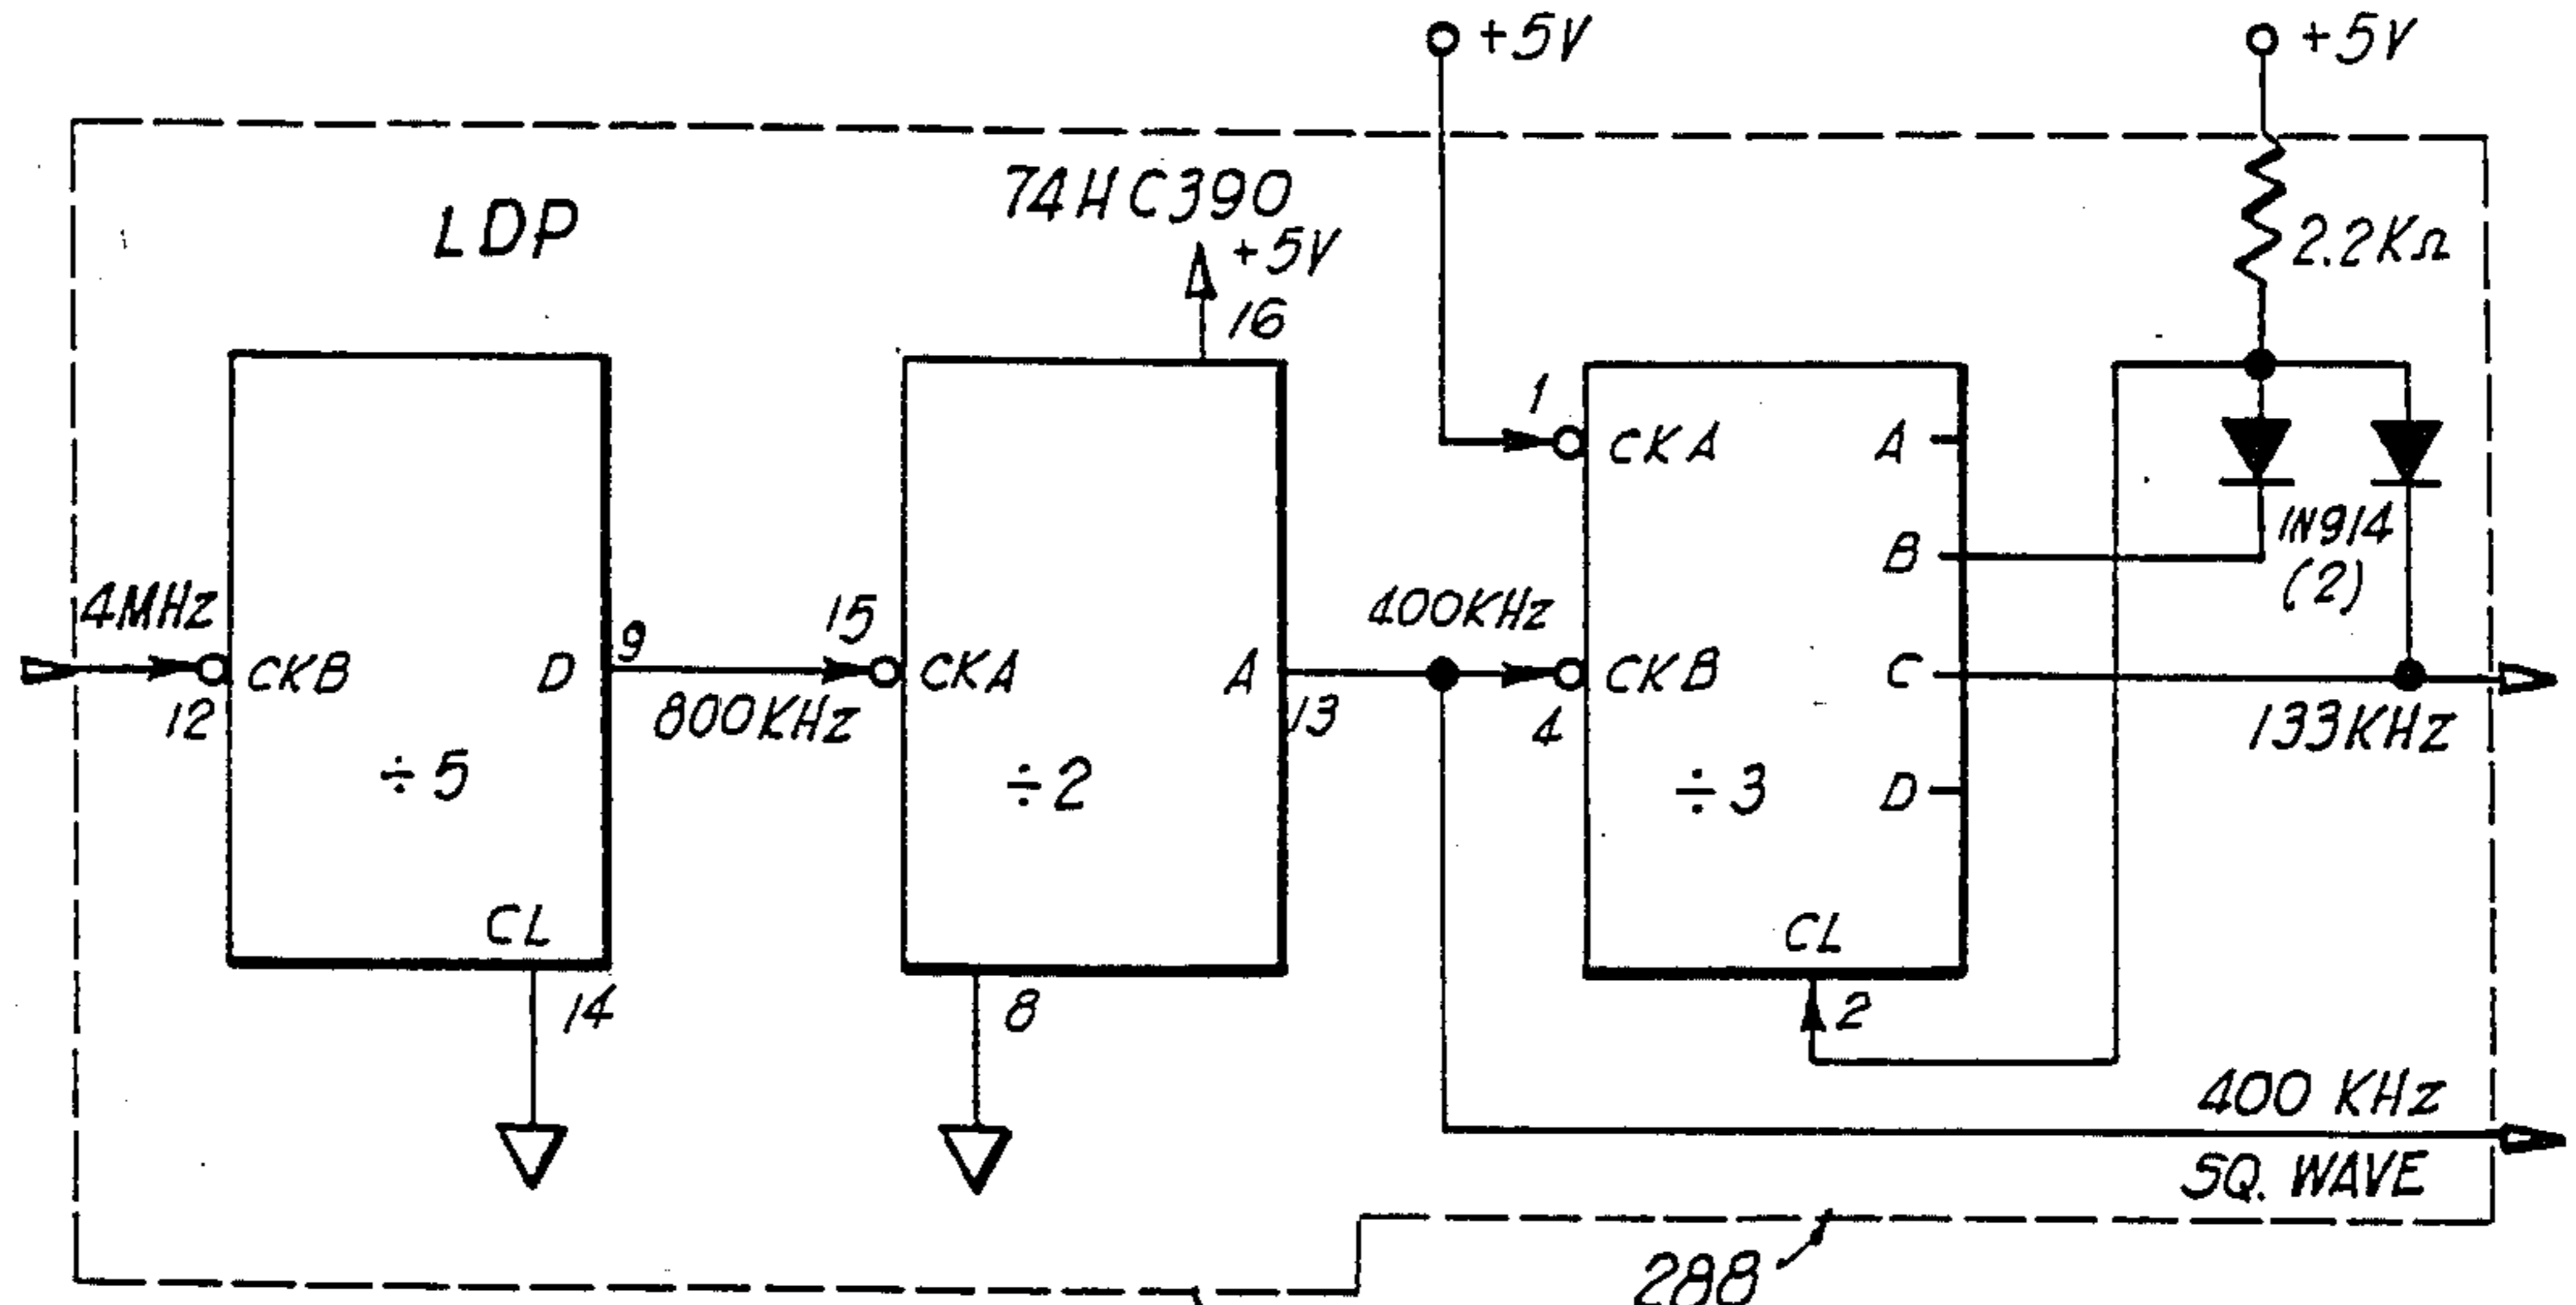 +5V
+5V
LDP
74HC390
+5V
16
2.2KΩ
1
CKA
A
1N914
(2)
B
4MHz
12
CKB
D
9
800KHz
15
CKA
A
13
400KHz
CKB
4
C
133KHz
÷5
÷2
÷3
D
CL
14
8
CL
2
400 KHz
SQ. WAVE
288